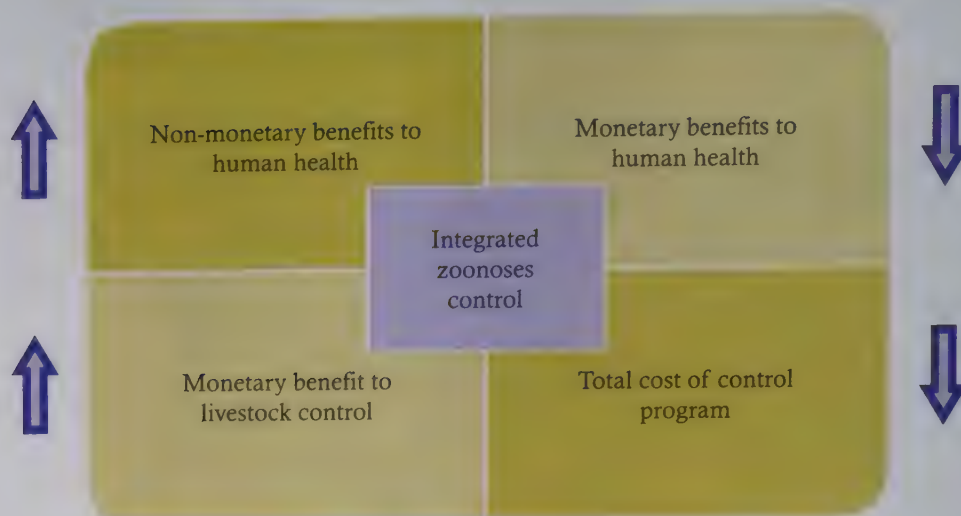 Non-monetary benefits to
human health
Monetary benefits to
human health
Integrated
zoonoses
control
Monetary benefit to
livestock control
Total cost of control
program